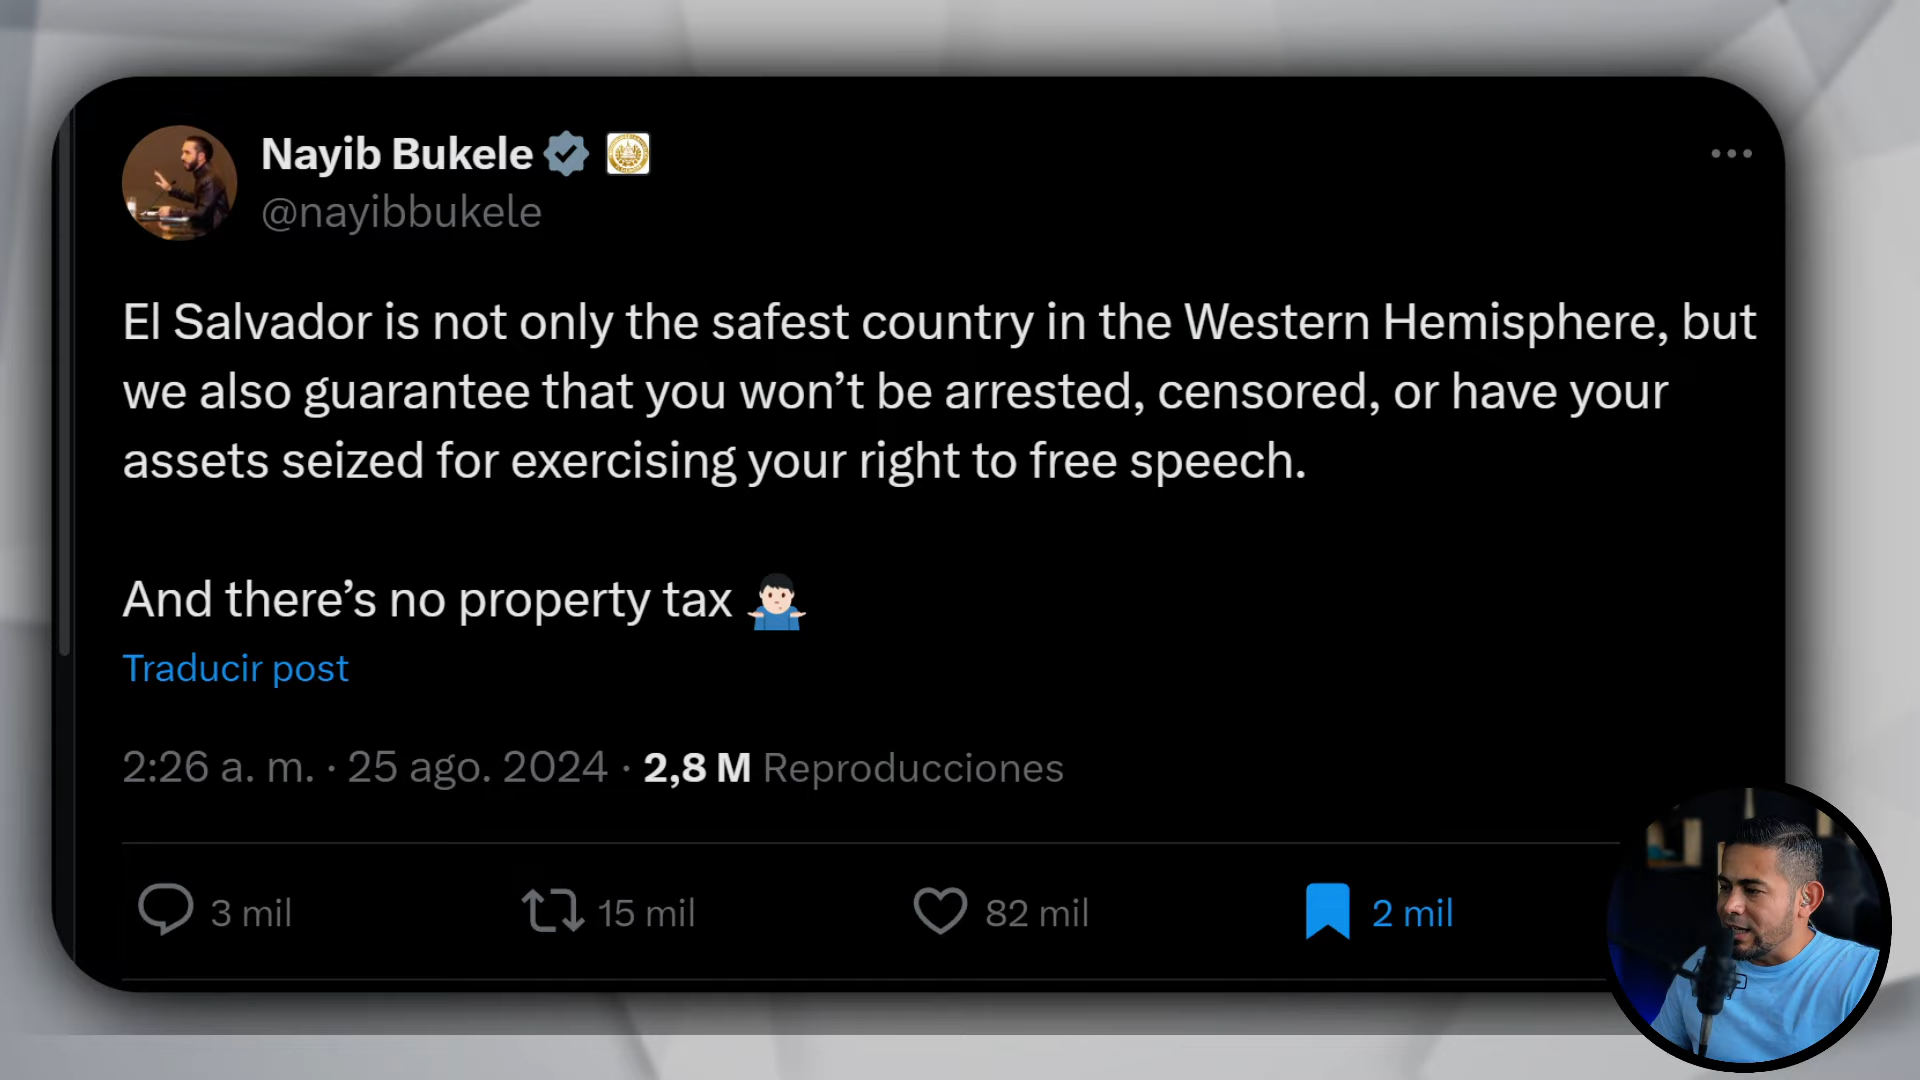 Nayib Bukele
@nayibbukele
El Salvador is not only the safest country in the Western Hemisphere, but
we also guarantee that you won’t be arrested, censored, or have your
assets seized for exercising your right to free speech.
And there’s no property tax 🤷🏻‍♂️
Traducir post
2:26 a. m. · 25 ago. 2024 · 2,8 M Reproducciones
3 mil 15 mil 82 mil 2 mil